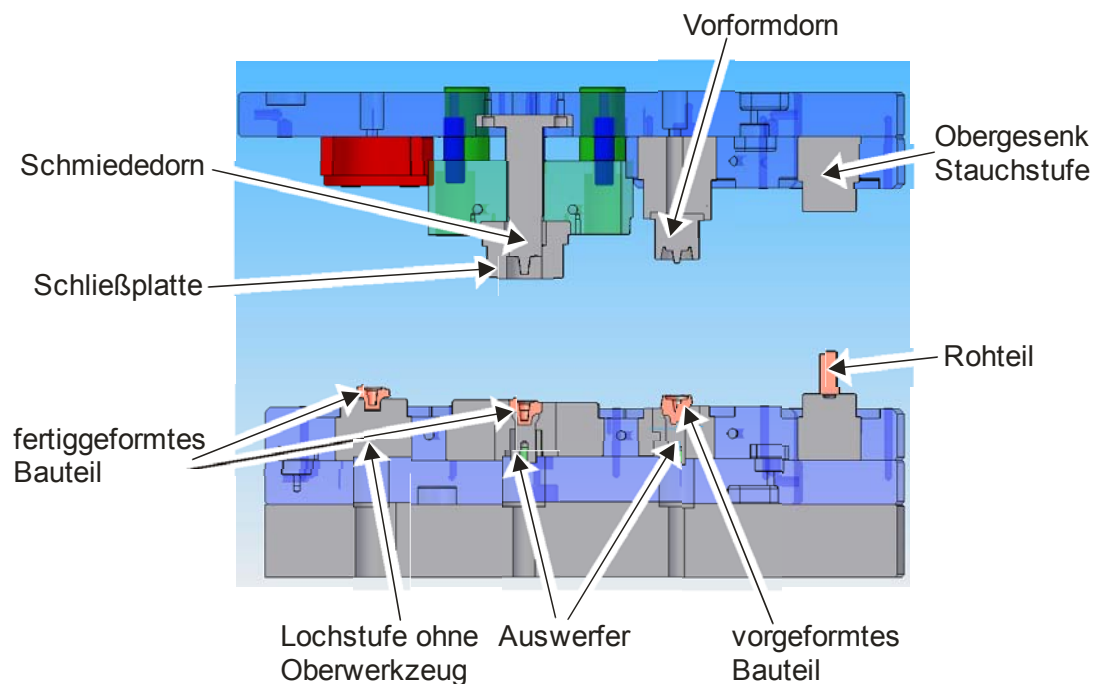 Vorformdorn
Schmiededorn
Obergesenk
Stauchstufe
Schließplatte
Rohteil
fertiggeformtes
Bauteil
Lochstufe ohne
Oberwerkzeug
Auswerfer
vorgeformtes
Bauteil